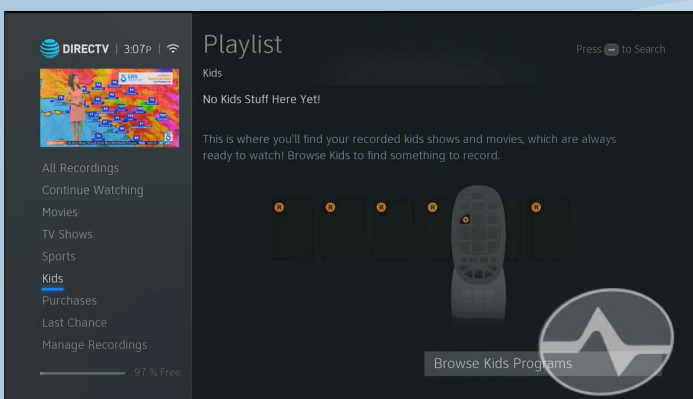 DIRECTV | 3:07P |
Playlist
Press to Search
Kids
No Kids Stuff Here Yet!
This is where you'll find your recorded kids shows and movies, which are always
ready to watch! Browse Kids to find something to record.
5 LIVE
All Recordings
Continue Watching
Movies
TV Shows
Sports
Kids
Purchases
Last Chance
Manage Recordings
97 % Free
R
R
R
R
R
R
Browse Kids Programs